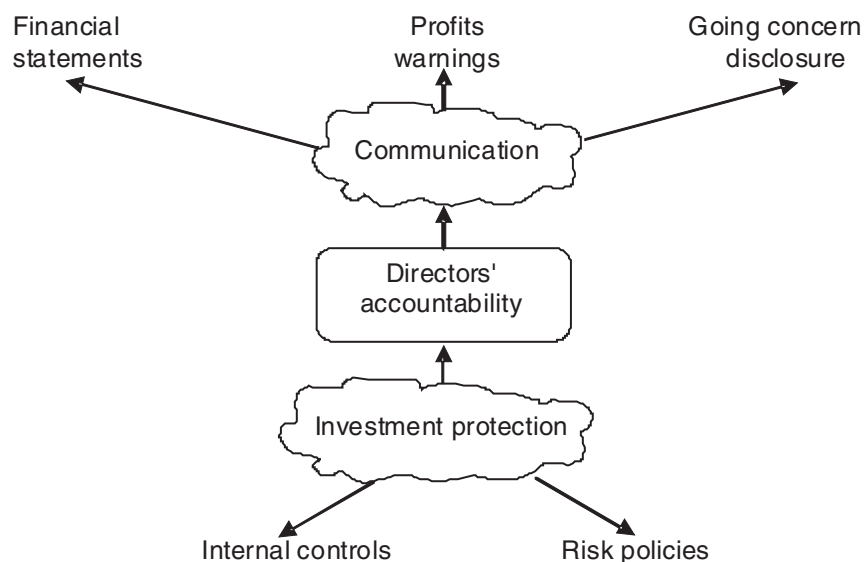 Financial
statements
Profits
warnings
Going concern
disclosure
Communication
Directors'
accountability
Investment protection
Internal controls
Risk policies